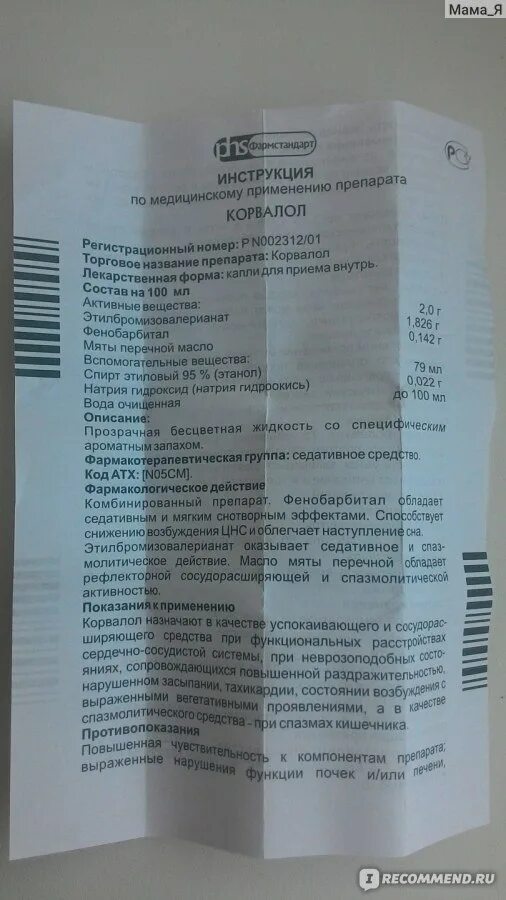 Мама_Я
phs Фармстандарт
ИНСТРУКЦИЯ
по медицинскому применению препарата
КОРВАЛОЛ
Регистрационный номер: P N002312/01
Торговое название препарата: Корвалол
Лекарственная форма: капли для приема внутрь.
Состав на 100 мл
Активные вещества:
Этилбромизовалерианат 2,0 г
Фенобарбитал 1,826 г
Мяты перечной масло 0,142 г
Вспомогательные вещества:
Спирт этиловый 95 % (этанол) 79 мл
Натрия гидроксид (натрия гидроокись) 0,022 г
Вода очищенная до 100 мл
Описание:
Прозрачная бесцветная жидкость со специфическим
ароматным запахом.
Фармакотерапевтическая группа: седативное средство.
Код АТХ: [N05CM].
Фармакологическое действие
Комбинированный препарат. Фенобарбитал обладает
седативным и мягким снотворным эффектами. Способствует
снижению возбуждения ЦНС и облегчает наступление сна.
Этилбромизовалерианат оказывает седативное и спаз-
молитическое действие. Масло мяты перечной обладает
рефлекторной сосудорасширяющей и спазмолитической
активностью.
Показания к применению
Корвалол назначают в качестве успокаивающего и сосудорас-
ширяющего средства при функциональных расстройствах
сердечно-сосудистой системы, при неврозоподобных состо-
яниях, сопровождающихся повышенной раздражительностью,
нарушенном засыпании, тахикардии, состоянии возбуждения с
выраженными вегетативными проявлениями, а в качестве
спазмолитического средства - при спазмах кишечника.
Противопоказания
Повышенная чувствительность к компонентам препарата;
выраженные нарушения функции почек и/или печени,
IRECOMMEND.RU